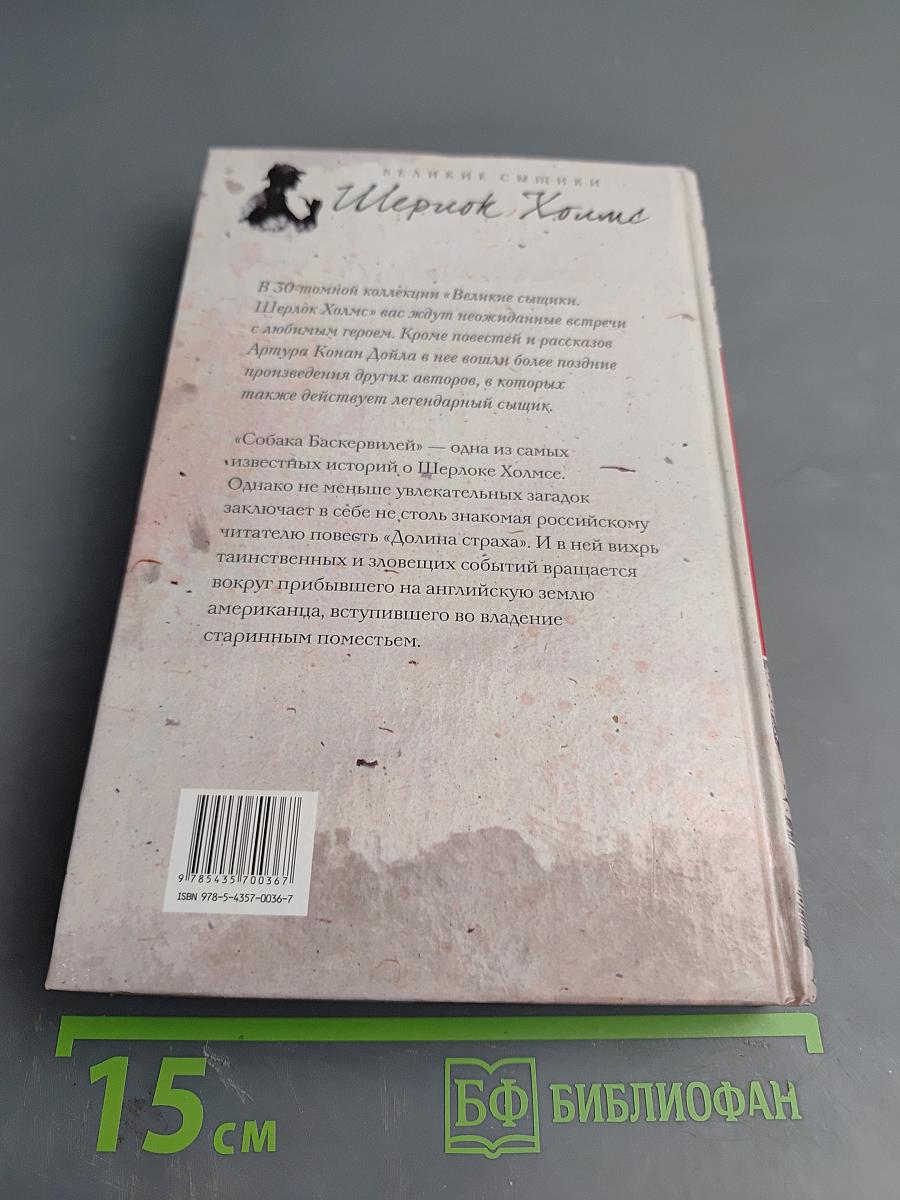 ВЕЛИКИЕ СЫЩИКИ
Шерлок Холмс
В 30-томной коллекции «Великие сыщики.
Шерлок Холмс» вас ждут неожиданные встречи
с любимым героем. Кроме повестей и рассказов
Артура Конан Дойла в нее вошли более поздние
произведения других авторов, в которых
также действует легендарный сыщик.
«Собака Баскервилей» — одна из самых
известных историй о Шерлоке Холмсе.
Однако не меньше увлекательных загадок
заключает в себе не столь знакомая российскому
читателю повесть «Долина страха». И в ней вихрь
таинственных и зловещих событий вращается
вокруг прибывшего на английскую землю
американца, вступившего во владение
старинным поместьем.
9 785435 700367
ISBN 978-5-4357-0036-7
15 см
БФ БИБЛИОФАН